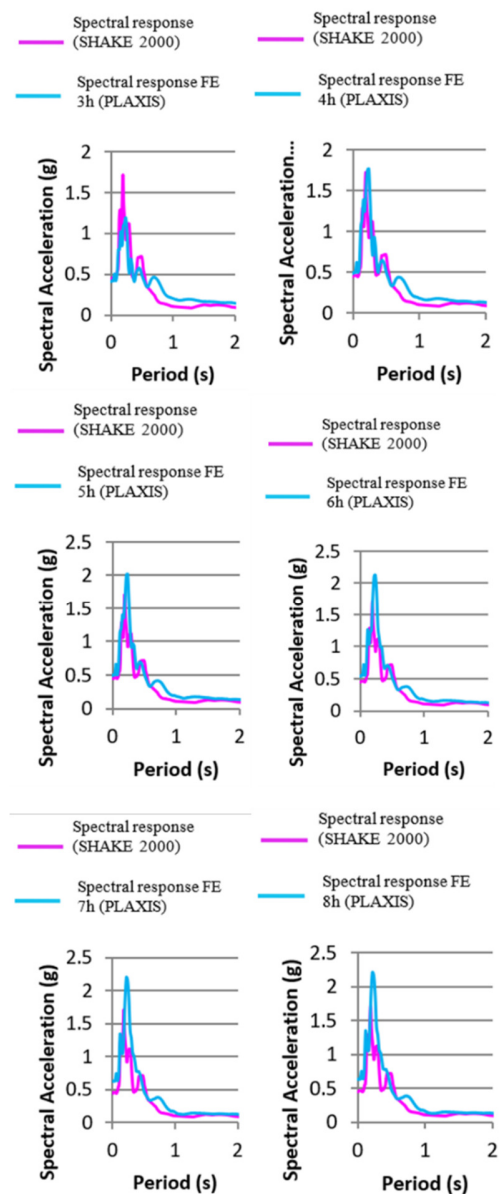 Spectral response
(SHAKE 2000)
Spectral response FE
3h (PLAXIS)
Spectral Acceleration (g)
2
1.5
1
0.5
0
0 1 2
Period (s)
Spectral response
(SHAKE 2000)
Spectral response FE
4h (PLAXIS)
Spectral Acceleration...
2
1.5
1
0.5
0
0 1 2
Period (s)
Spectral response
(SHAKE 2000)
Spectral response FE
5h (PLAXIS)
Spectral Acceleration (g)
2.5
2
1.5
1
0.5
0
0 1 2
Period (s)
Spectral response
(SHAKE 2000)
Spectral response FE
6h (PLAXIS)
Spectral Acceleration (g)
2.5
2
1.5
1
0.5
0
0 1 2
Period (s)
Spectral response
(SHAKE 2000)
Spectral response FE
7h (PLAXIS)
Spectral Acceleration (g)
2.5
2
1.5
1
0.5
0
0 1 2
Period (s)
Spectral response
(SHAKE 2000)
Spectral response FE
8h (PLAXIS)
Spectral Acceleration (g)
2.5
2
1.5
1
0.5
0
0 1 2
Period (s)